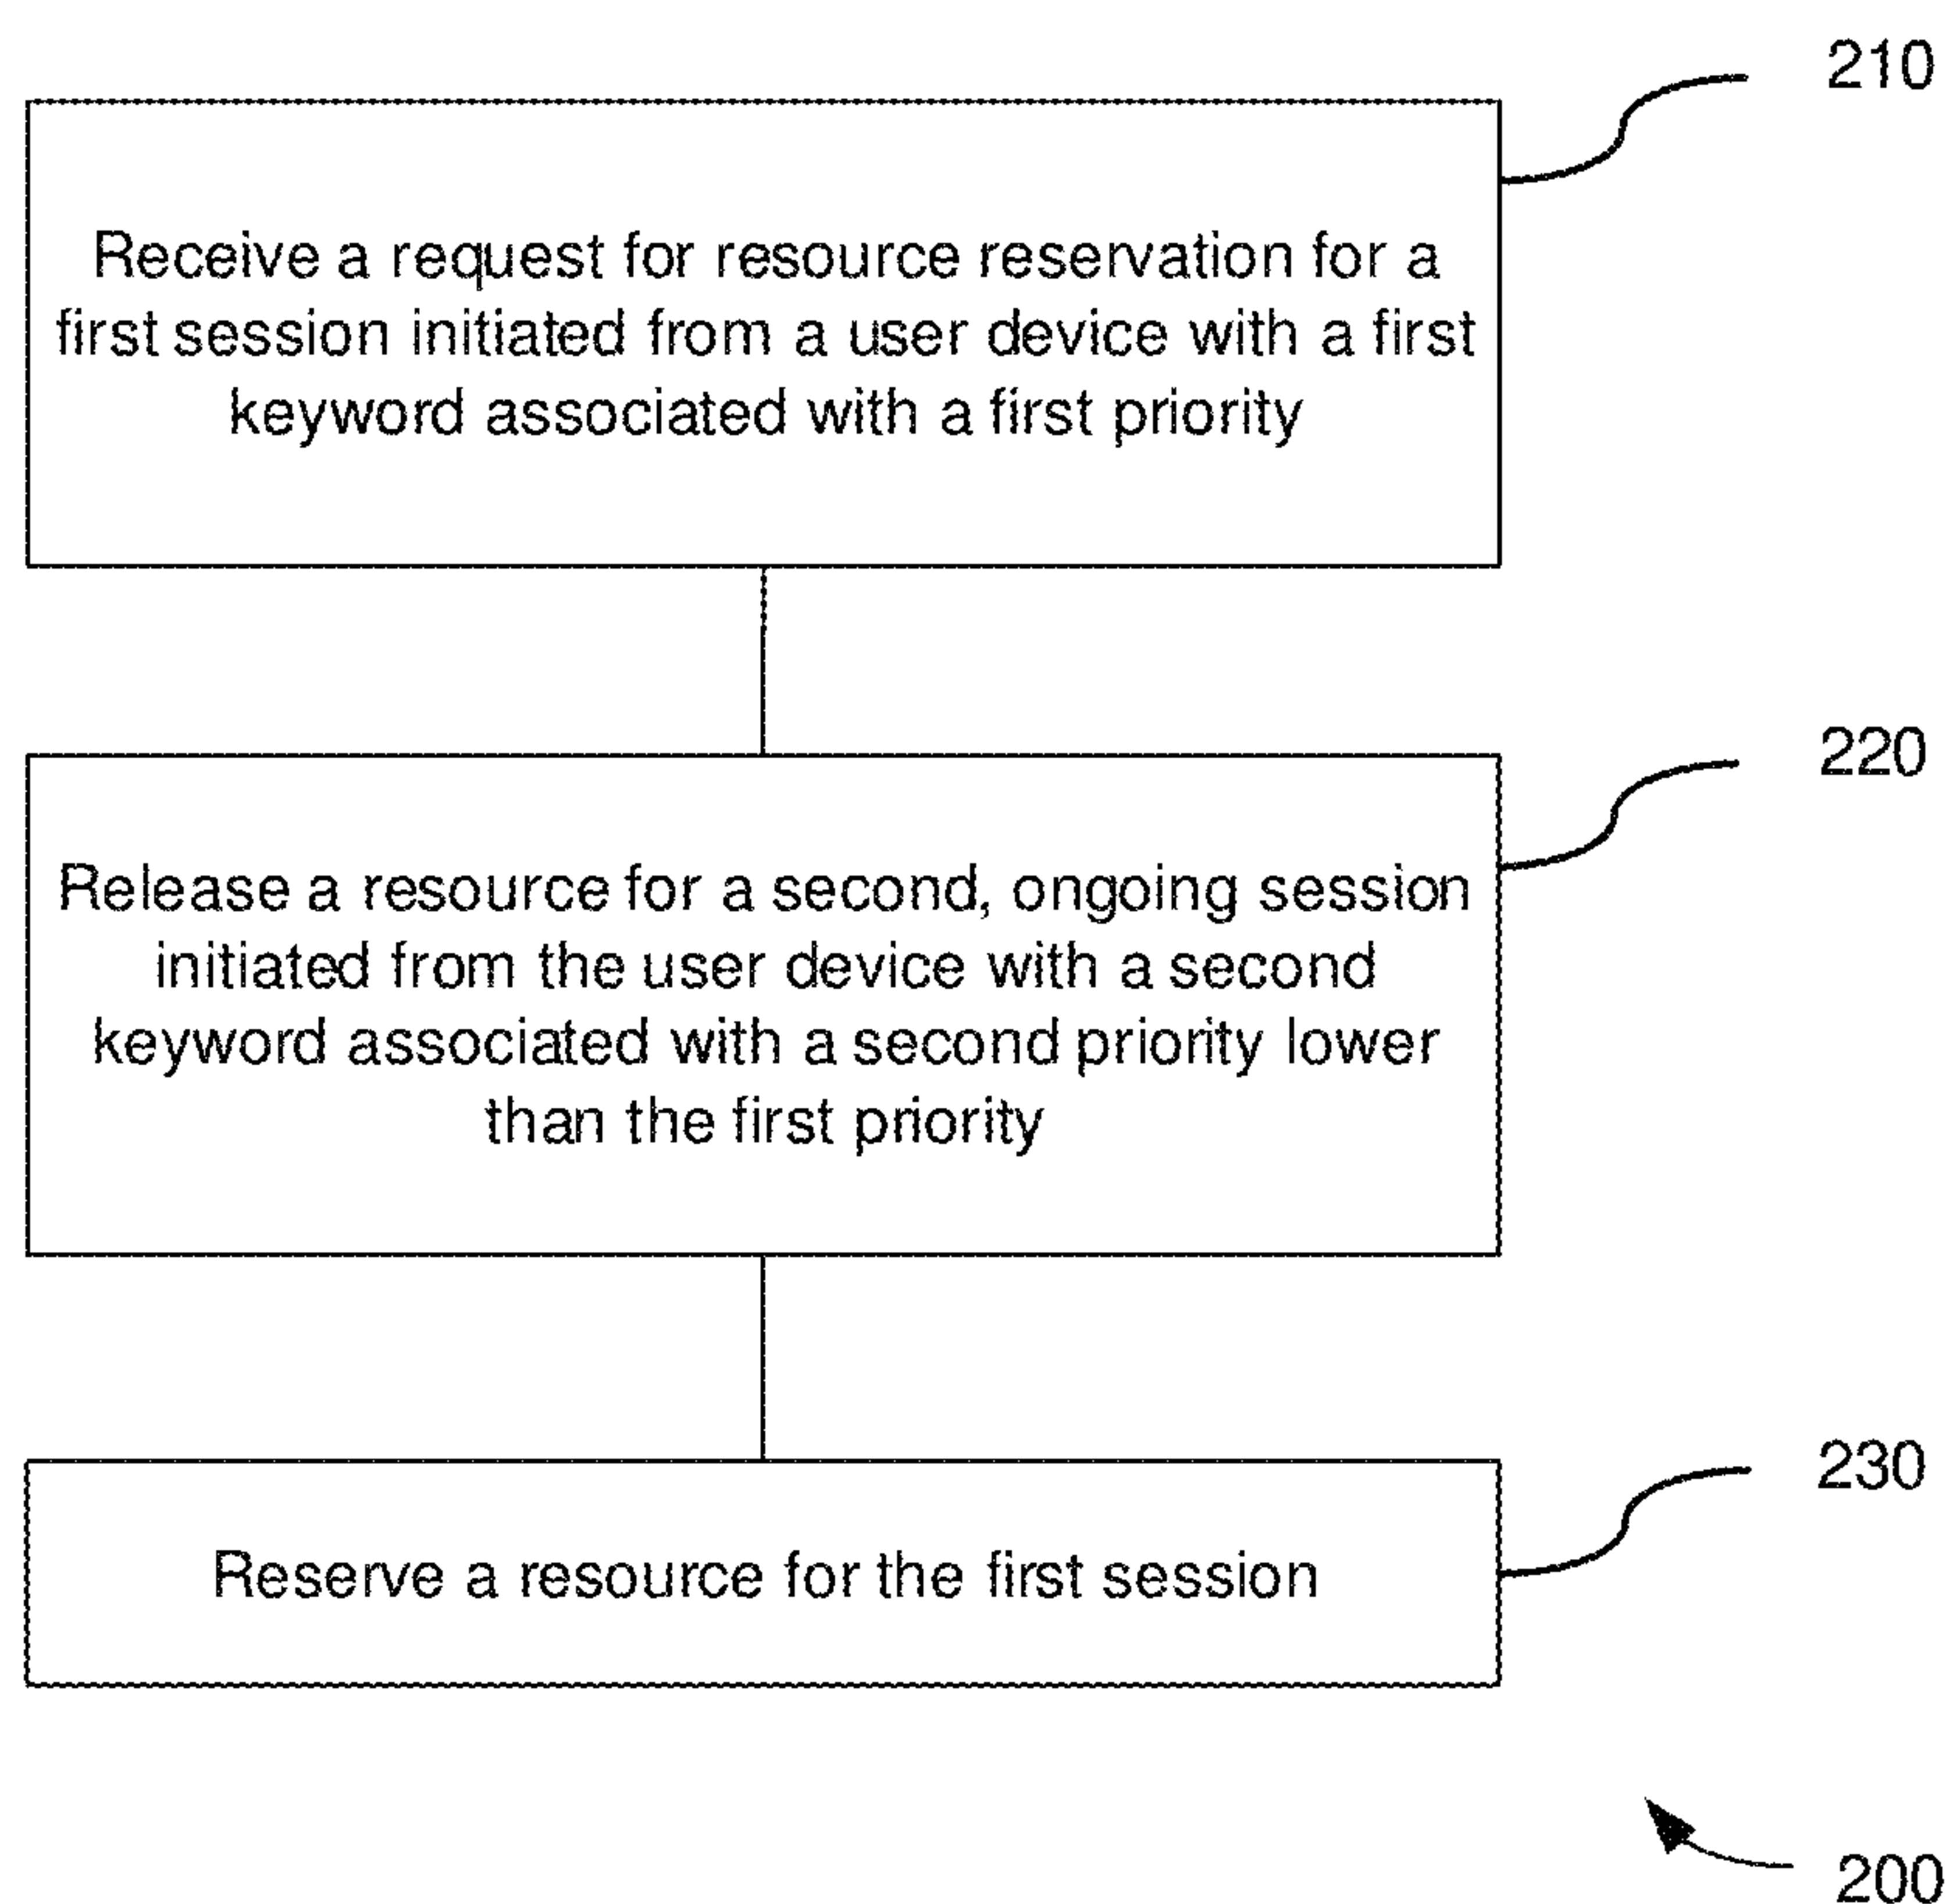 210
Receive a request for resource reservation for a
first session initiated from a user device with a first
keyword associated with a first priority
220
Release a resource for a second, ongoing session
initiated from the user device with a second
keyword associated with a second priority lower
than the first priority
230
Reserve a resource for the first session
200